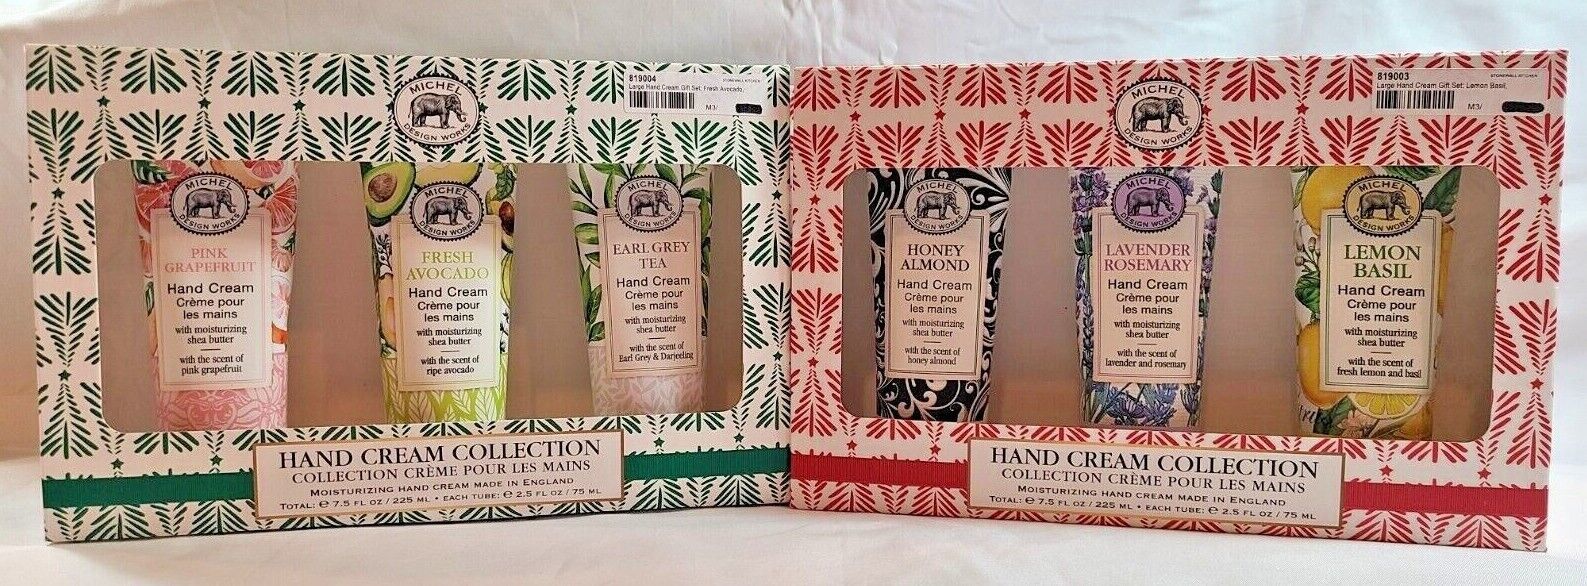 MICHEL
DESIGN WORKS
819004
STONEWALL KITCHEN
Large Hand Cream Gift Set: Fresh Avocado,
M3/
MICHEL
DESIGN WORKS
PINK
GRAPEFRUIT
Hand Cream
Crème pour
les mains
with moisturizing
shea butter
with the scent of
pink grapefruit
MICHEL
DESIGN WORKS
FRESH
AVOCADO
Hand Cream
Crème pour
les mains
with moisturizing
shea butter
with the scent of
ripe avocado
MICHEL
DESIGN WORKS
EARL GREY
TEA
Hand Cream
Crème pour
les mains
with moisturizing
shea butter
with the scent of
Earl Grey & Darjeeling
HAND CREAM COLLECTION
COLLECTION CRÈME POUR LES MAINS
MOISTURIZING HAND CREAM MADE IN ENGLAND
TOTAL: ℮ 7.5 FL OZ / 225 ML • EACH TUBE: ℮ 2.5 FL OZ / 75 ML
MICHEL
DESIGN WORKS
819003
STONEWALL KITCHEN
Large Hand Cream Gift Set: Lemon Basil,
M3/
MICHEL
DESIGN WORKS
HONEY
ALMOND
Hand Cream
Crème pour
les mains
with moisturizing
shea butter
with the scent of
honey almond
MICHEL
DESIGN WORKS
LAVENDER
ROSEMARY
Hand Cream
Crème pour
les mains
with moisturizing
shea butter
with the scent of
lavender and rosemary
MICHEL
DESIGN WORKS
LEMON
BASIL
Hand Cream
Crème pour
les mains
with moisturizing
shea butter
with the scent of
fresh lemon and basil
HAND CREAM COLLECTION
COLLECTION CRÈME POUR LES MAINS
MOISTURIZING HAND CREAM MADE IN ENGLAND
TOTAL: ℮ 7.5 FL OZ / 225 ML • EACH TUBE: ℮ 2.5 FL OZ / 75 ML